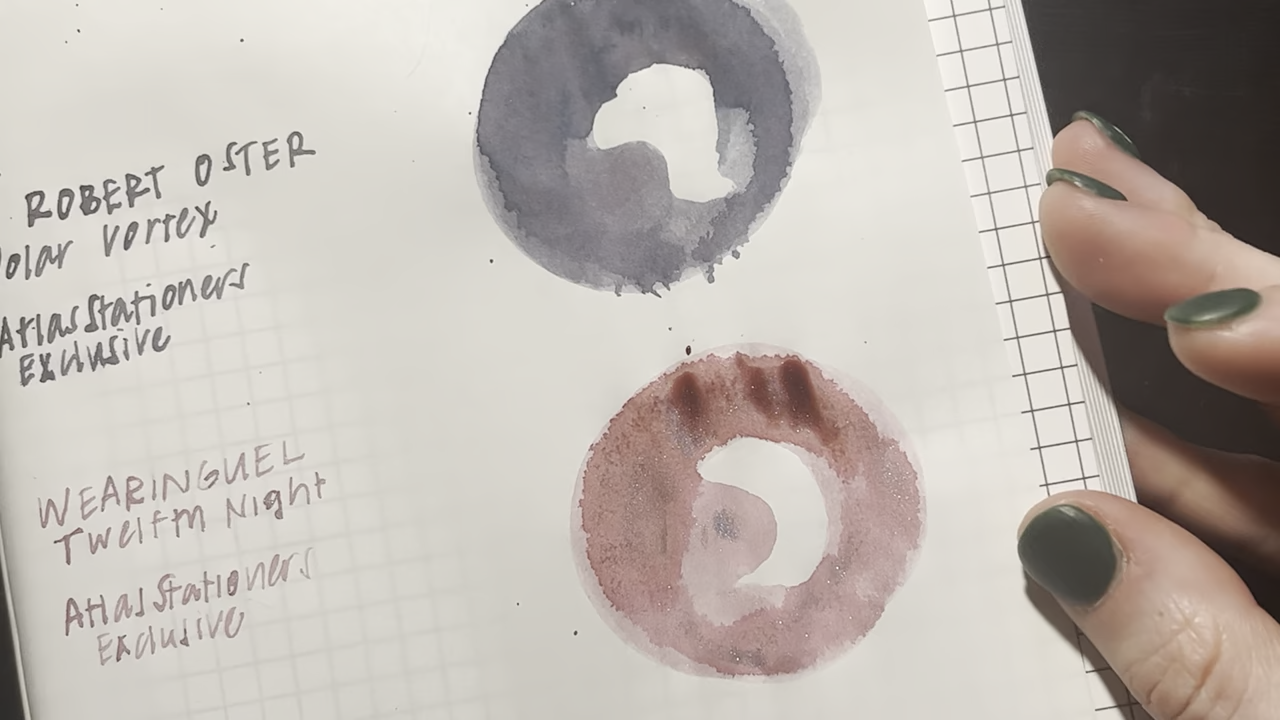 ROBERT OSTER
olar Vortex
Atlas Stationers
Exclusive
WEARINGUEL
Twelfth Night
Atlas Stationers
Exclusive